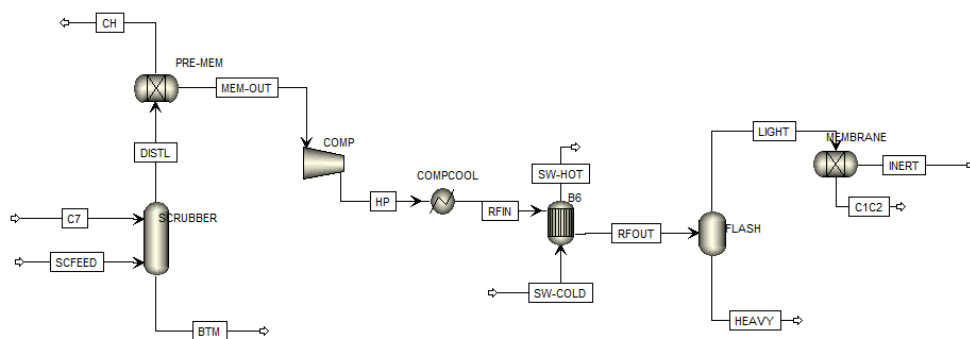 CH
PRE-MEM
MEM-OUT
DISTL
COMP
COMPCOOL
HP
RFIN
SW-HOT
B6
RFOUT
SW-COLD
LIGHT
MEMBRANE
INERT
C1C2
FLASH
HEAVY
C7
SCRUBBER
SCFEED
BTM